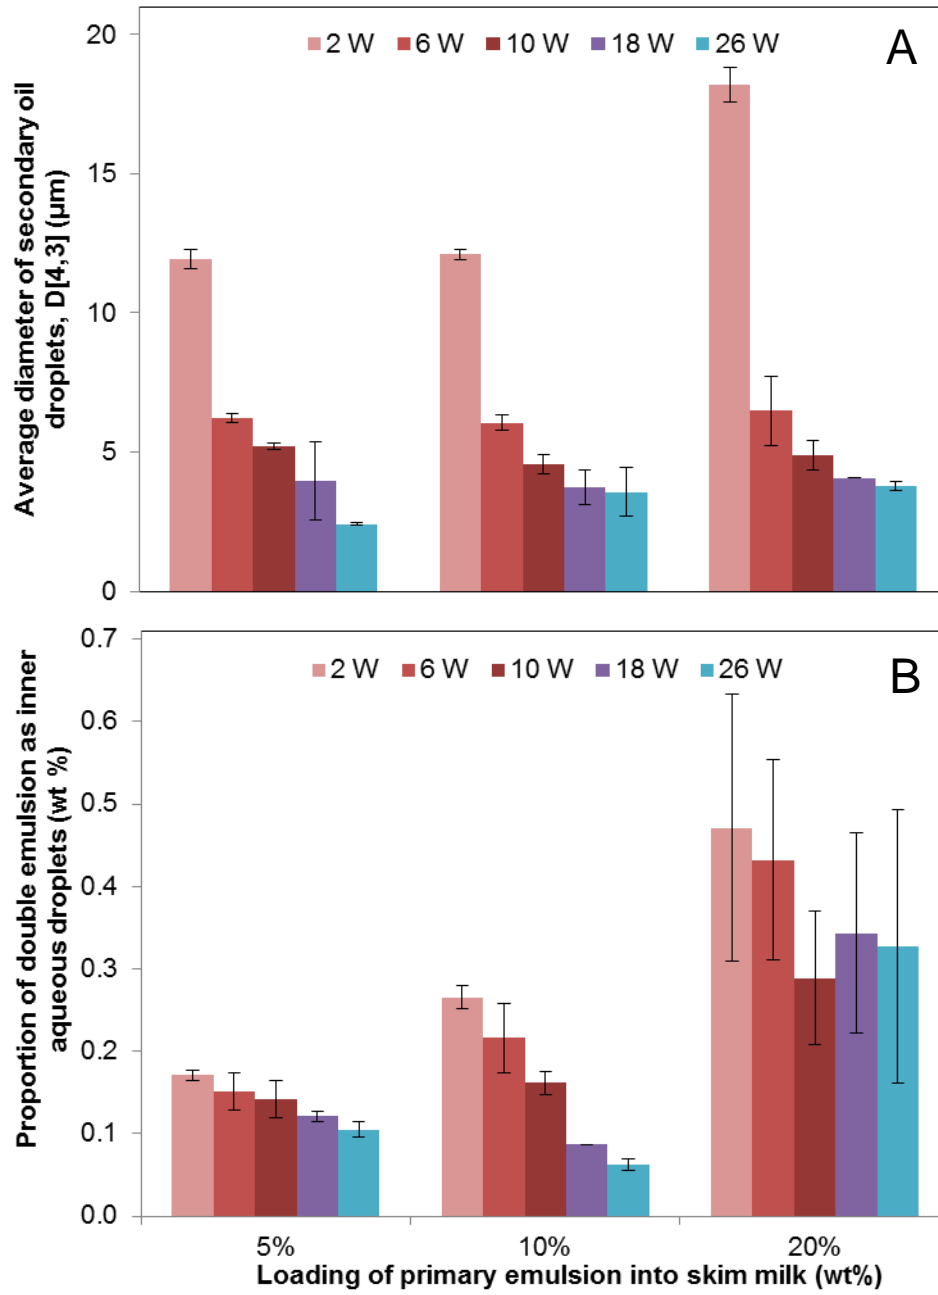 20
2 W 6 W 10 W 18 W 26 W
A
15
10
5
0
Average diameter of secondary oil
droplets, D[4,3] (µm)
0.7
2 W 6 W 10 W 18 W 26 W
B
0.6
0.5
0.4
0.3
0.2
0.1
0.0
Proportion of double emulsion as inner
aqueous droplets (wt %)
5% 10% 20%
Loading of primary emulsion into skim milk (wt%)